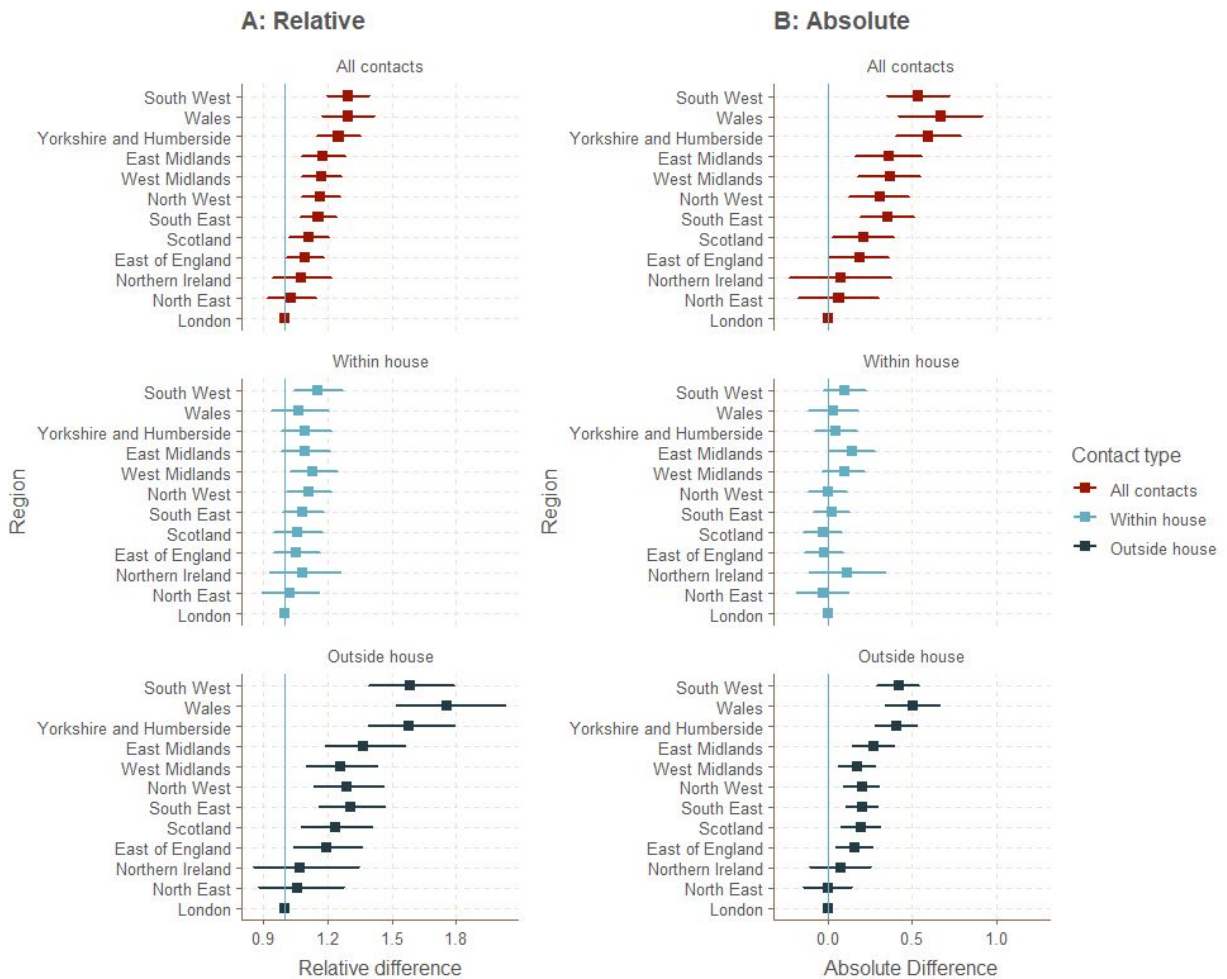 A: Relative
B: Absolute
All contacts
South West
Wales
Yorkshire and Humberside
East Midlands
West Midlands
North West
South East
Scotland
East of England
Northern Ireland
North East
London
All contacts
South West
Wales
Yorkshire and Humberside
East Midlands
West Midlands
North West
South East
Scotland
East of England
Northern Ireland
North East
London
Region
Within house
South West
Wales
Yorkshire and Humberside
East Midlands
West Midlands
North West
South East
Scotland
East of England
Northern Ireland
North East
London
Region
Within house
South West
Wales
Yorkshire and Humberside
East Midlands
West Midlands
North West
South East
Scotland
East of England
Northern Ireland
North East
London
Contact type
All contacts
Within house
Outside house
Outside house
South West
Wales
Yorkshire and Humberside
East Midlands
West Midlands
North West
South East
Scotland
East of England
Northern Ireland
North East
London
0.9 1.2 1.5 1.8
Relative difference
Outside house
South West
Wales
Yorkshire and Humberside
East Midlands
West Midlands
North West
South East
Scotland
East of England
Northern Ireland
North East
London
0.0 0.5 1.0
Absolute Difference